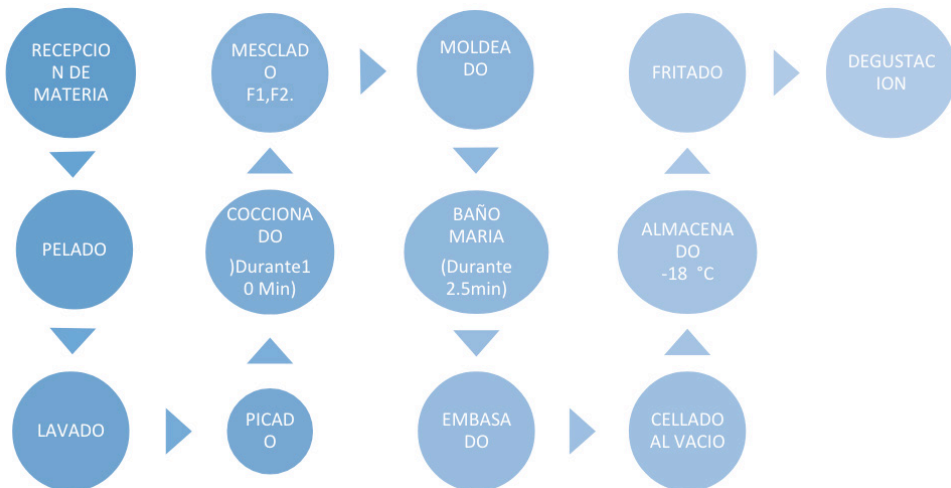 RECEPCIO
N DE
MATERIA
PELADO
LAVADO
PICAD
O
COCCIONA
DO
)Durante1
0 Min)
MESCLAD
O
F1,F2.
MOLDEA
DO
BAÑO
MARIA
(Durante
2.5min)
EMBASA
DO
CELLADO
AL VACIO
ALMACENA
DO
-18 °C
FRITADO
DEGUSTAC
ION